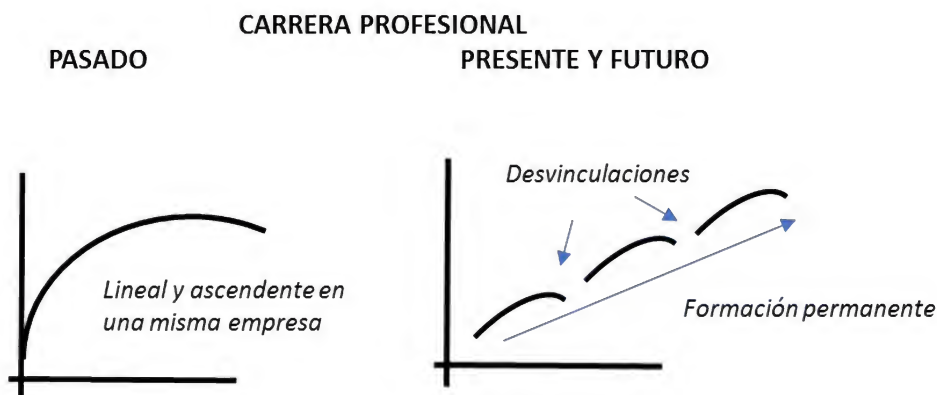 CARRERA PROFESIONAL
PASADO
PRESENTE Y FUTURO
Lineal y ascendente en
una misma empresa
Desvinculaciones
Formación permanente